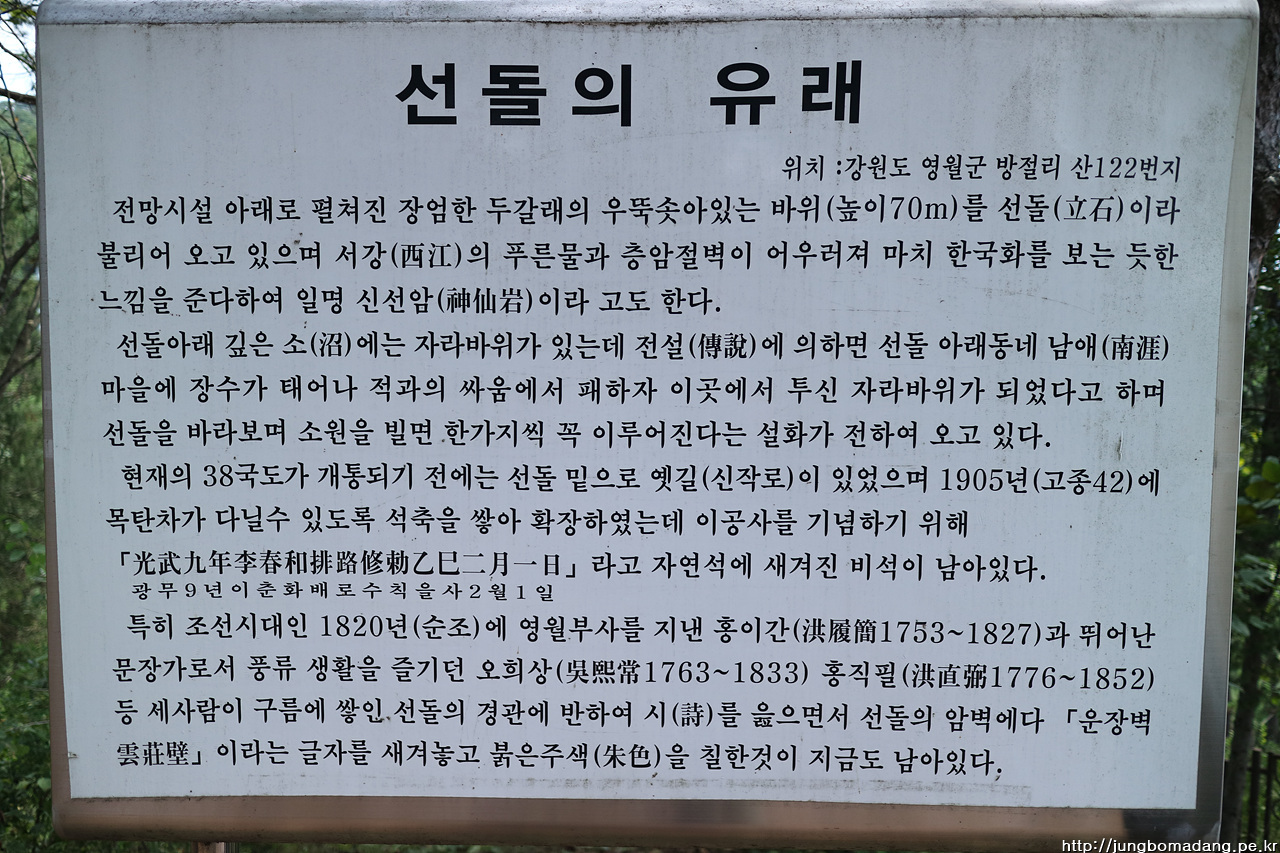 선돌의 유래
위치 :강원도 영월군 방절리 산122번지
전망시설 아래로 펼쳐진 장엄한 두갈래의 우뚝솟아있는 바위(높이70m)를 선돌(立石)이라
불리어 오고 있으며 서강(西江)의 푸른물과 층암절벽이 어우러져 마치 한국화를 보는 듯한
느낌을 준다하여 일명 신선암(神仙岩)이라 고도 한다.
선돌아래 깊은 소(沼)에는 자라바위가 있는데 전설(傳說)에 의하면 선돌 아래동네 남애(南涯)
마을에 장수가 태어나 적과의 싸움에서 패하자 이곳에서 투신 자라바위가 되었다고 하며
선돌을 바라보며 소원을 빌면 한가지씩 꼭 이루어진다는 설화가 전하여 오고 있다.
현재의 38국도가 개통되기 전에는 선돌 밑으로 옛길(신작로)이 있었으며 1905년(고종42)에
목탄차가 다닐수 있도록 석축을 쌓아 확장하였는데 이공사를 기념하기 위해
「光武九年李春和排路修勅乙巳二月一日」라고 자연석에 새겨진 비석이 남아있다.
광무9년이춘화배로수칙을사2월1일
특히 조선시대인 1820년(순조)에 영월부사를 지낸 홍이간(洪履簡1753~1827)과 뛰어난
문장가로서 풍류 생활을 즐기던 오희상(吳熙常1763~1833) 홍직필(洪直弼1776~1852)
등 세사람이 구름에 쌓인 선돌의 경관에 반하여 시(詩)를 읊으면서 선돌의 암벽에다 「운장벽
雲莊壁」이라는 글자를 새겨놓고 붉은주색(朱色)을 칠한것이 지금도 남아있다.
http://jungbomadang.pe.kr